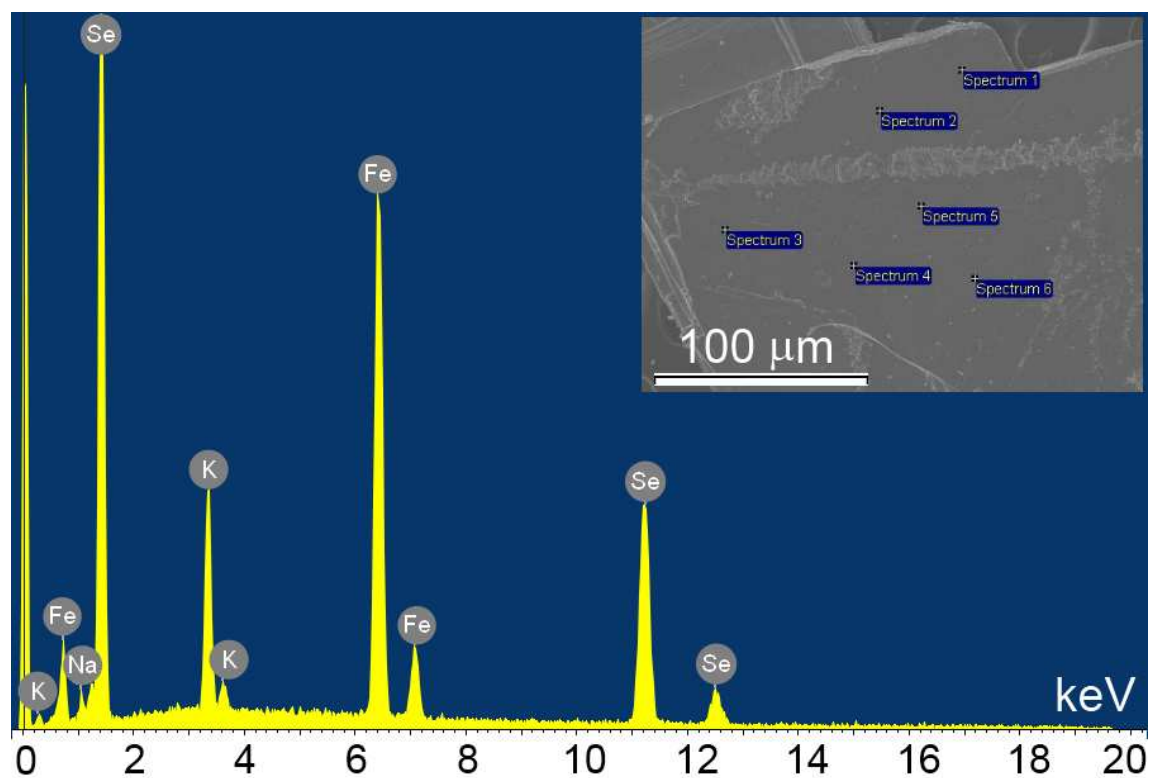 Se
Spectrum 1
Spectrum 2
Fe
Spectrum 5
Spectrum 3
Spectrum 4
Spectrum 6
100 μm
K
Se
Fe
Fe
Na
K
K
Se
keV
0 2 4 6 8 10 12 14 16 18 20